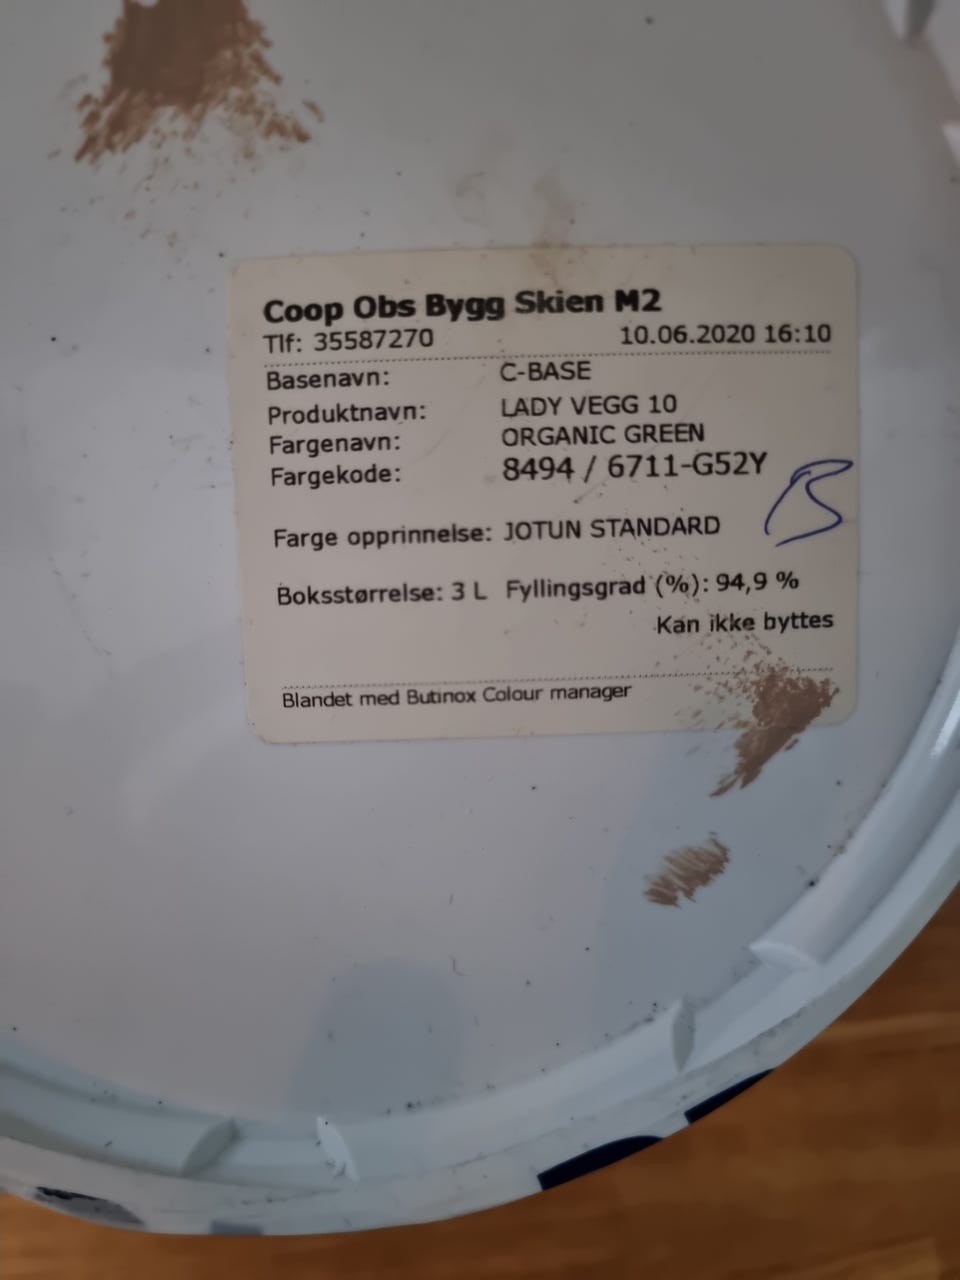 Coop Obs Bygg Skien M2
Tlf: 35587270 10.06.2020 16:10
Basenavn: C-BASE
Produktnavn: LADY VEGG 10
Fargenavn: ORGANIC GREEN
Fargekode: 8494 / 6711-G52Y
Farge opprinnelse: JOTUN STANDARD
Boksstørrelse: 3 L Fyllingsgrad (%): 94,9 %
Kan ikke byttes
Blandet med Butinox Colour manager